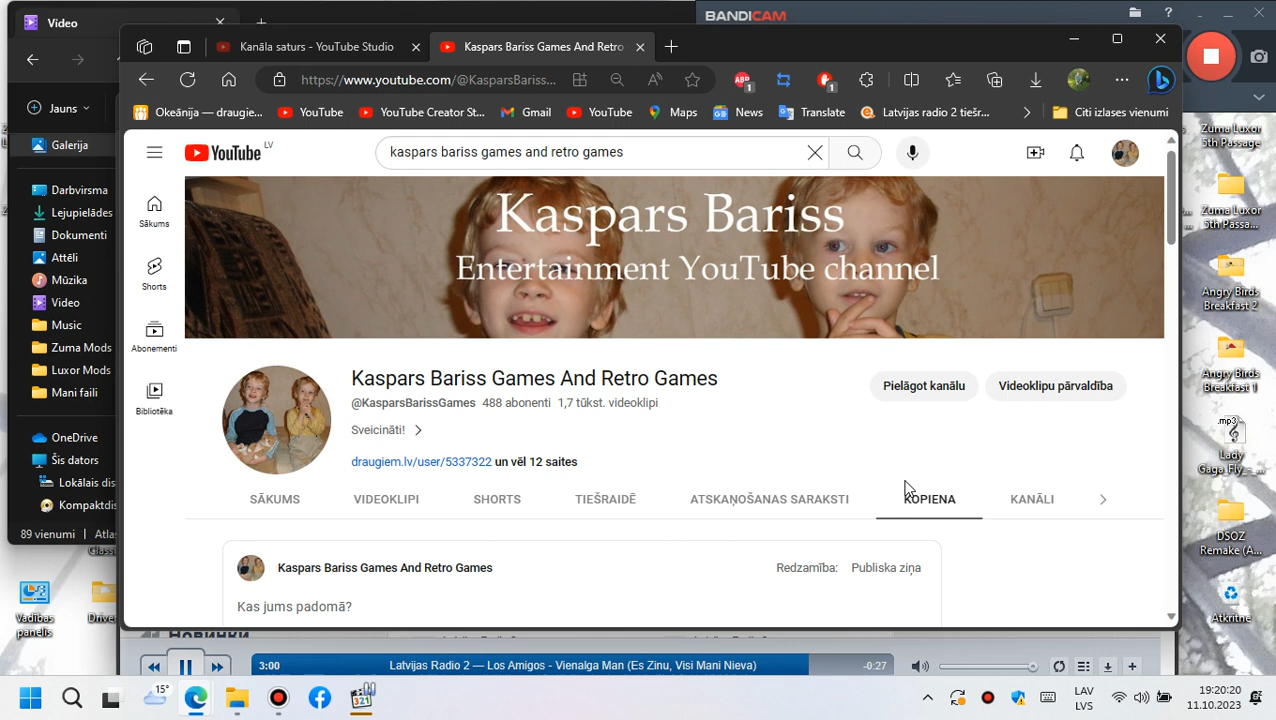 Video
BANDICAM
Kanāla saturs - YouTube Studio
Kaspars Bariss Games And Retro
https://www.youtube.com/@KasparsBariss...
Jauns
Okeānija — draugie...
YouTube
YouTube Creator St...
Gmail
YouTube
Maps
News
Translate
Latvijas radio 2 tiešr...
Citi izlases vienumi
YouTube LV
kaspars bariss games and retro games
Galerija
Darbvirsma
Lejupielādes
Dokumenti
Attēli
Mūzika
Video
Music
Zuma Mods
Luxor Mods
Mani faili
OneDrive
Šis dators
Lokālais dis
Kompaktdis
89 vienumi
Atlas
Sākums
Shorts
Abonementi
Bibliotēka
Kaspars Bariss
Entertainment YouTube channel
Kaspars Bariss Games And Retro Games
@KasparsBarissGames 488 abonenti 1,7 tūkst. videoklipi
Sveicināti!
draugiem.lv/user/5337322 un vēl 12 saites
Pielāgot kanālu
Videoklipu pārvaldība
SĀKUMS
VIDEOKLIPI
SHORTS
TIEŠRAIDĒ
ATSKAŅOŠANAS SARAKSTI
KOPIENA
KANĀLI
Kaspars Bariss Games And Retro Games
Redzamība: Publiska ziņa
Kas jums padomā?
Zuma Luxor
5th Passage
Zuma Luxor
5th Passa...
Angry Birds
Breakfast 2
Angry Birds
Breakfast 1
.mp3
Lady
Gaga Fly_-_...
DSOZ
Remake (A...
Atkritne
Vadības
panelis
Drive
Новинки
3:00
Latvijas Radio 2 — Los Amigos - Vienalga Man (Es Zinu, Visi Mani Nieva)
-0:27
15°
321
LAV
LVS
19:20:20
11.10.2023